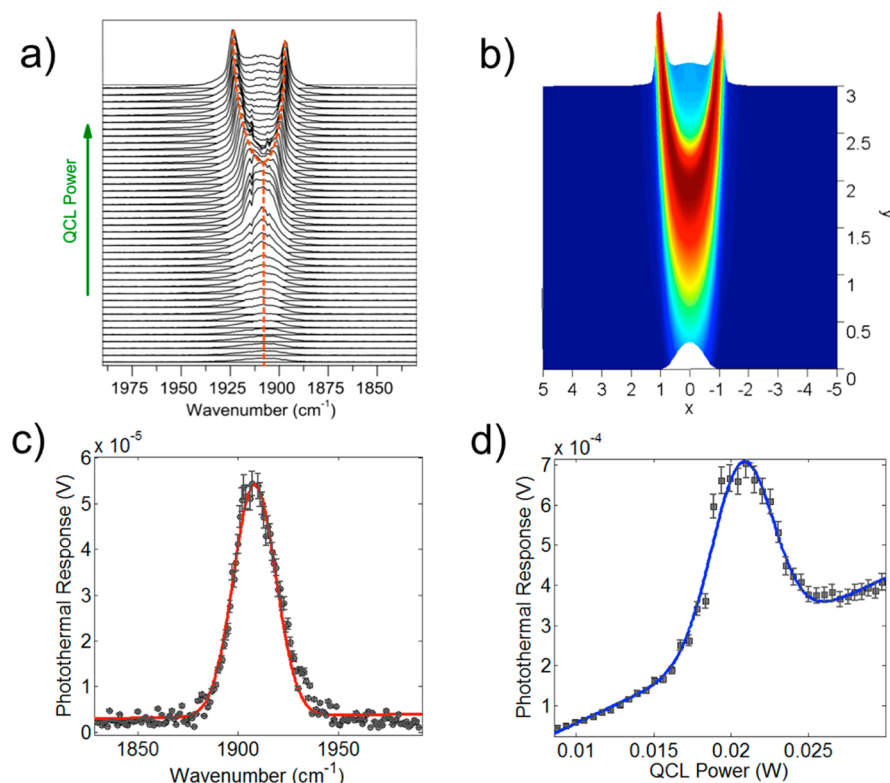 a)
QCL Power
1975 1950 1925 1900 1875 1850
Wavenumber (cm-1)
b)
3
2.5
2
1.5
1
0.5
0
y
5 4 3 2 1 0 -1 -2 -3 -4 -5
x
c)
x 10-5
6
5
4
3
2
1
0
Photothermal Response (V)
1850 1900 1950
Wavenumber (cm-1)
d)
x 10-4
7
6
5
4
3
2
1
Photothermal Response (V)
0.01 0.015 0.02 0.025
QCL Power (W)